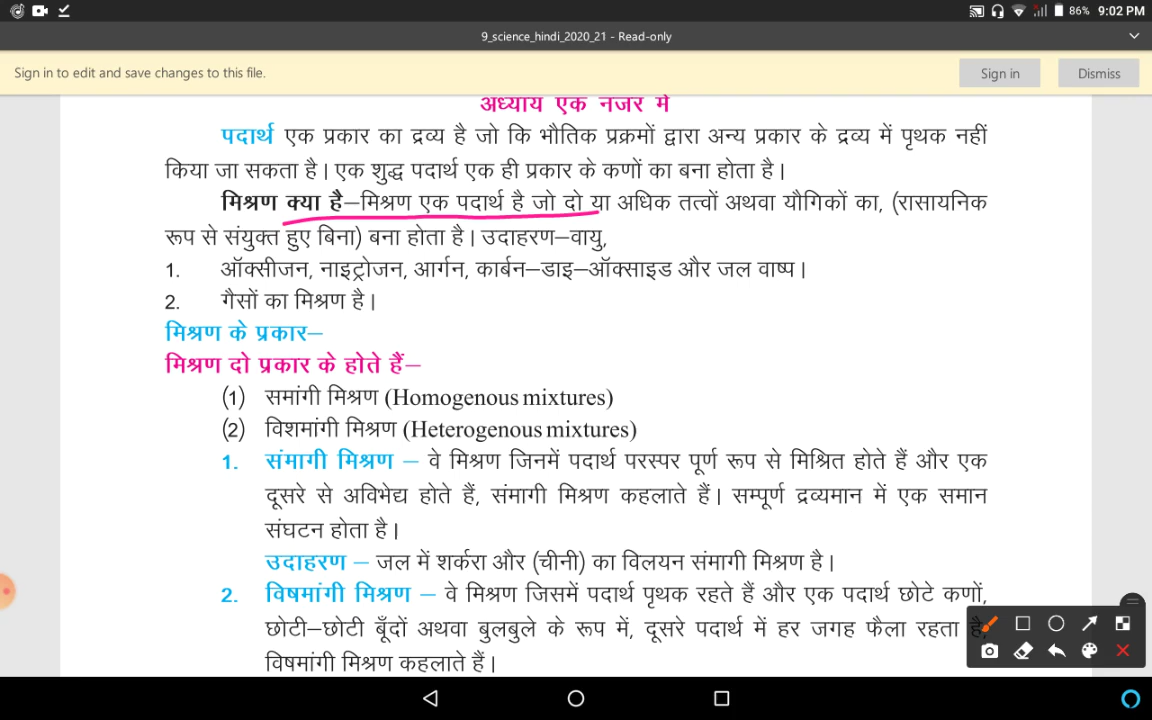 86% 9:02 PM
9_science_hindi_2020_21 - Read-only
Sign in to edit and save changes to this file.
Sign in
Dismiss
अध्याय एक नजर में
पदार्थ एक प्रकार का द्रव्य है जो कि भौतिक प्रक्रमों द्वारा अन्य प्रकार के द्रव्य में पृथक नहीं
किया जा सकता है। एक शुद्ध पदार्थ एक ही प्रकार के कणों का बना होता है।
मिश्रण क्या है–मिश्रण एक पदार्थ है जो दो या अधिक तत्वों अथवा यौगिकों का, (रासायनिक
रूप से संयुक्त हुए बिना) बना होता है। उदाहरण–वायु,
1. ऑक्सीजन, नाइट्रोजन, आर्गन, कार्बन–डाइ–ऑक्साइड और जल वाष्प।
2. गैसों का मिश्रण है।
मिश्रण के प्रकार–
मिश्रण दो प्रकार के होते हैं–
(1) समांगी मिश्रण (Homogenous mixtures)
(2) विशमांगी मिश्रण (Heterogenous mixtures)
1. संमागी मिश्रण – वे मिश्रण जिनमें पदार्थ परस्पर पूर्ण रूप से मिश्रित होते हैं और एक
दूसरे से अविभेद्य होते हैं, संमागी मिश्रण कहलाते हैं। सम्पूर्ण द्रव्यमान में एक समान
संघटन होता है।
उदाहरण – जल में शर्करा और (चीनी) का विलयन संमागी मिश्रण है।
2. विषमांगी मिश्रण – वे मिश्रण जिसमें पदार्थ पृथक रहते हैं और एक पदार्थ छोटे कणों,
छोटी–छोटी बूँदों अथवा बुलबुले के रूप में, दूसरे पदार्थ में हर जगह फैला रहता है,
विषमांगी मिश्रण कहलाते हैं।